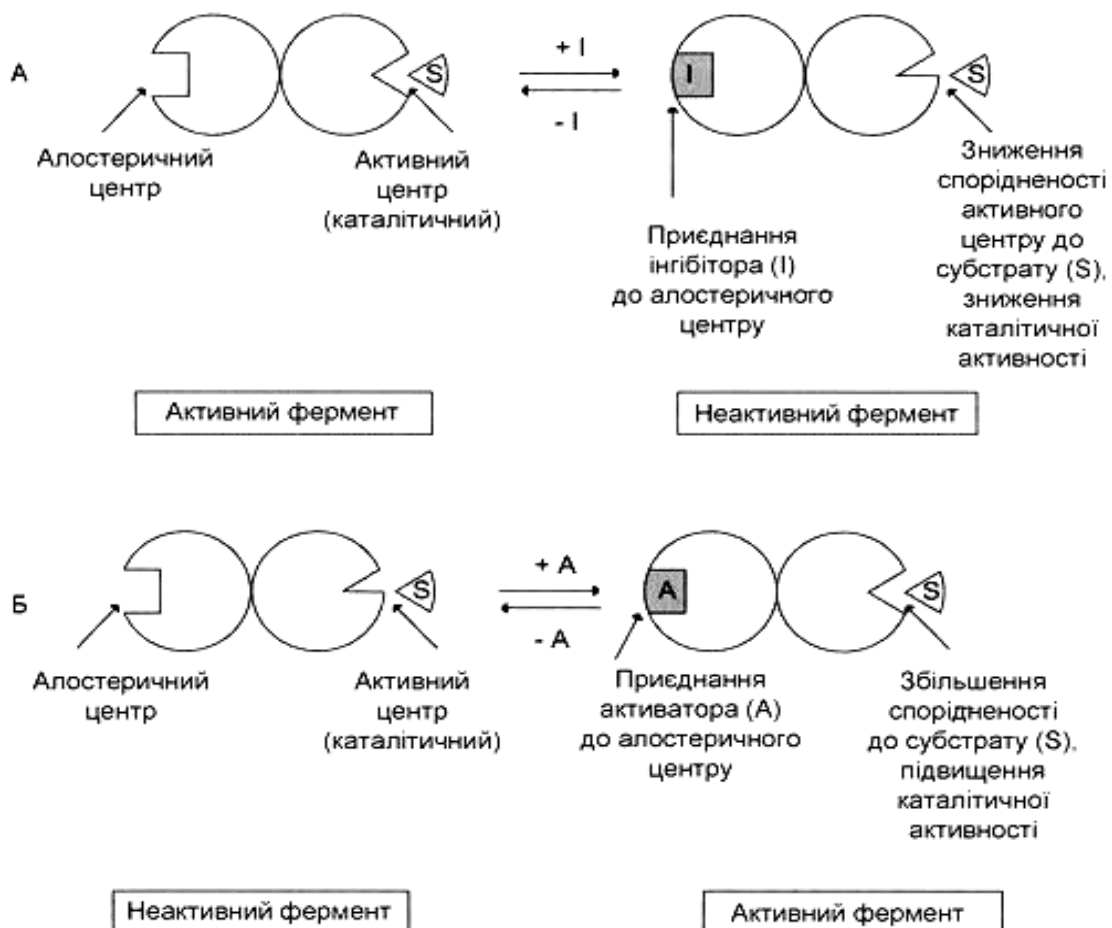 А
S
+ I
- I
I
S
Алостеричний
центр
Активний
центр
(каталітичний)
Приєднання
інгібітора (I)
до алостеричного
центру
Зниження
спорідненості
активного
центру до
субстрату (S),
зниження
каталітичної
активності
Активний фермент
Неактивний фермент
Б
S
+ А
- А
А
S
Алостеричний
центр
Активний
центр
(каталітичний)
Приєднання
активатора (А)
до алостеричного
центру
Збільшення
спорідненості
до субстрату (S),
підвищення
каталітичної
активності
Неактивний фермент
Активний фермент